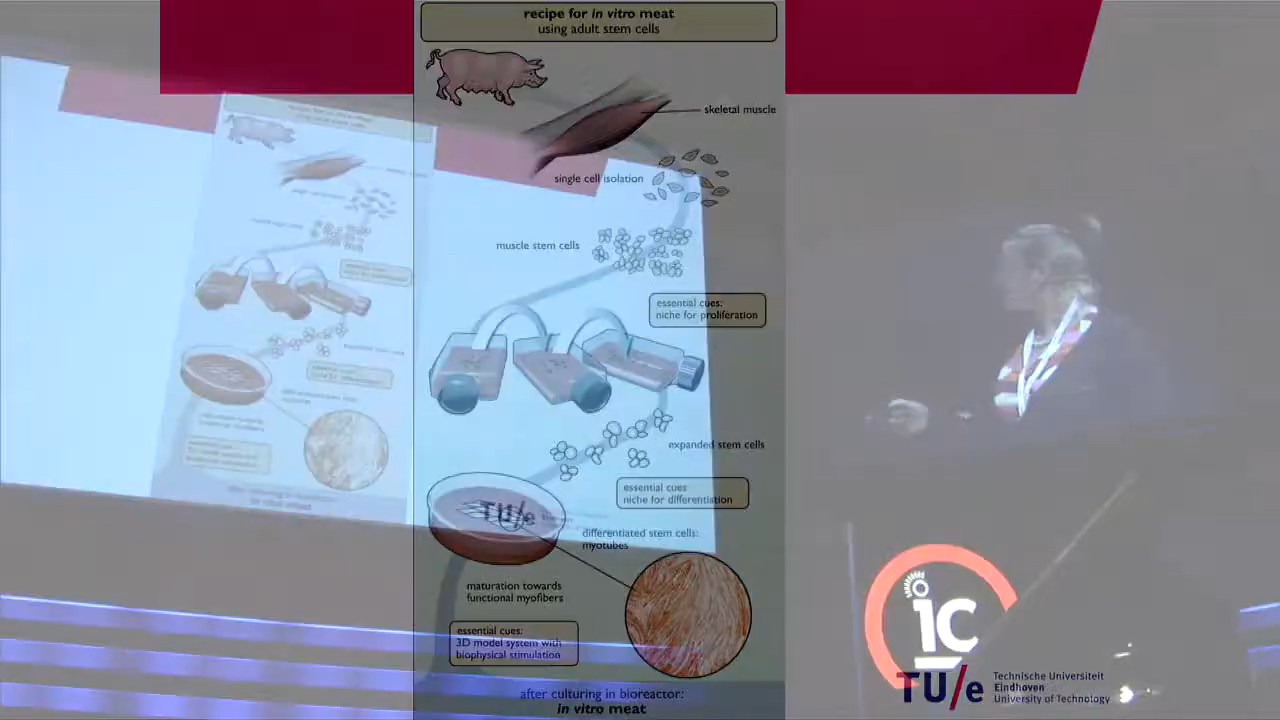 recipe for in vitro meat
using adult stem cells
skeletal muscle
single cell isolation
muscle stem cells
essential cues:
niche for proliferation
expanded stem cells
essential cues
niche for differentiation
TU/e
differentiated stem cells:
myotubes
maturation towards
functional myofibers
essential cues:
3D model system with
biophysical stimulation
after culturing in bioreactor:
in vitro meat
ic
TU/e
Technische Universiteit
Eindhoven
University of Technology